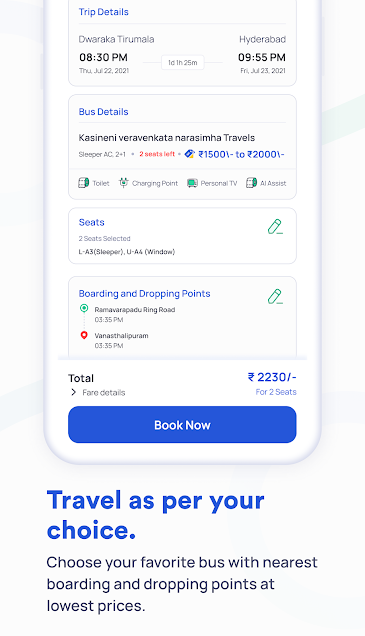 Trip Details
Dwaraka Tirumala Hyderabad
08:30 PM 1d 1h 25m 09:55 PM
Thu, Jul 22, 2021 Fri, Jul 23, 2021
Bus Details
Kasineni veravenkata narasimha Travels
Sleeper AC, 2+1 • 2 seats left • ₹1500\- to ₹2000\-
Toilet Charging Point Personal TV AI Assist
Seats
2 Seats Selected
L-A3(Sleeper), U-A4 (Window)
Boarding and Dropping Points
Ramavarapadu Ring Road
03:35 PM
Vanasthalipuram
03:35 PM
Total ₹ 2230/-
Fare details For 2 Seats
Book Now
Travel as per your
choice.
Choose your favorite bus with nearest
boarding and dropping points at
lowest prices.